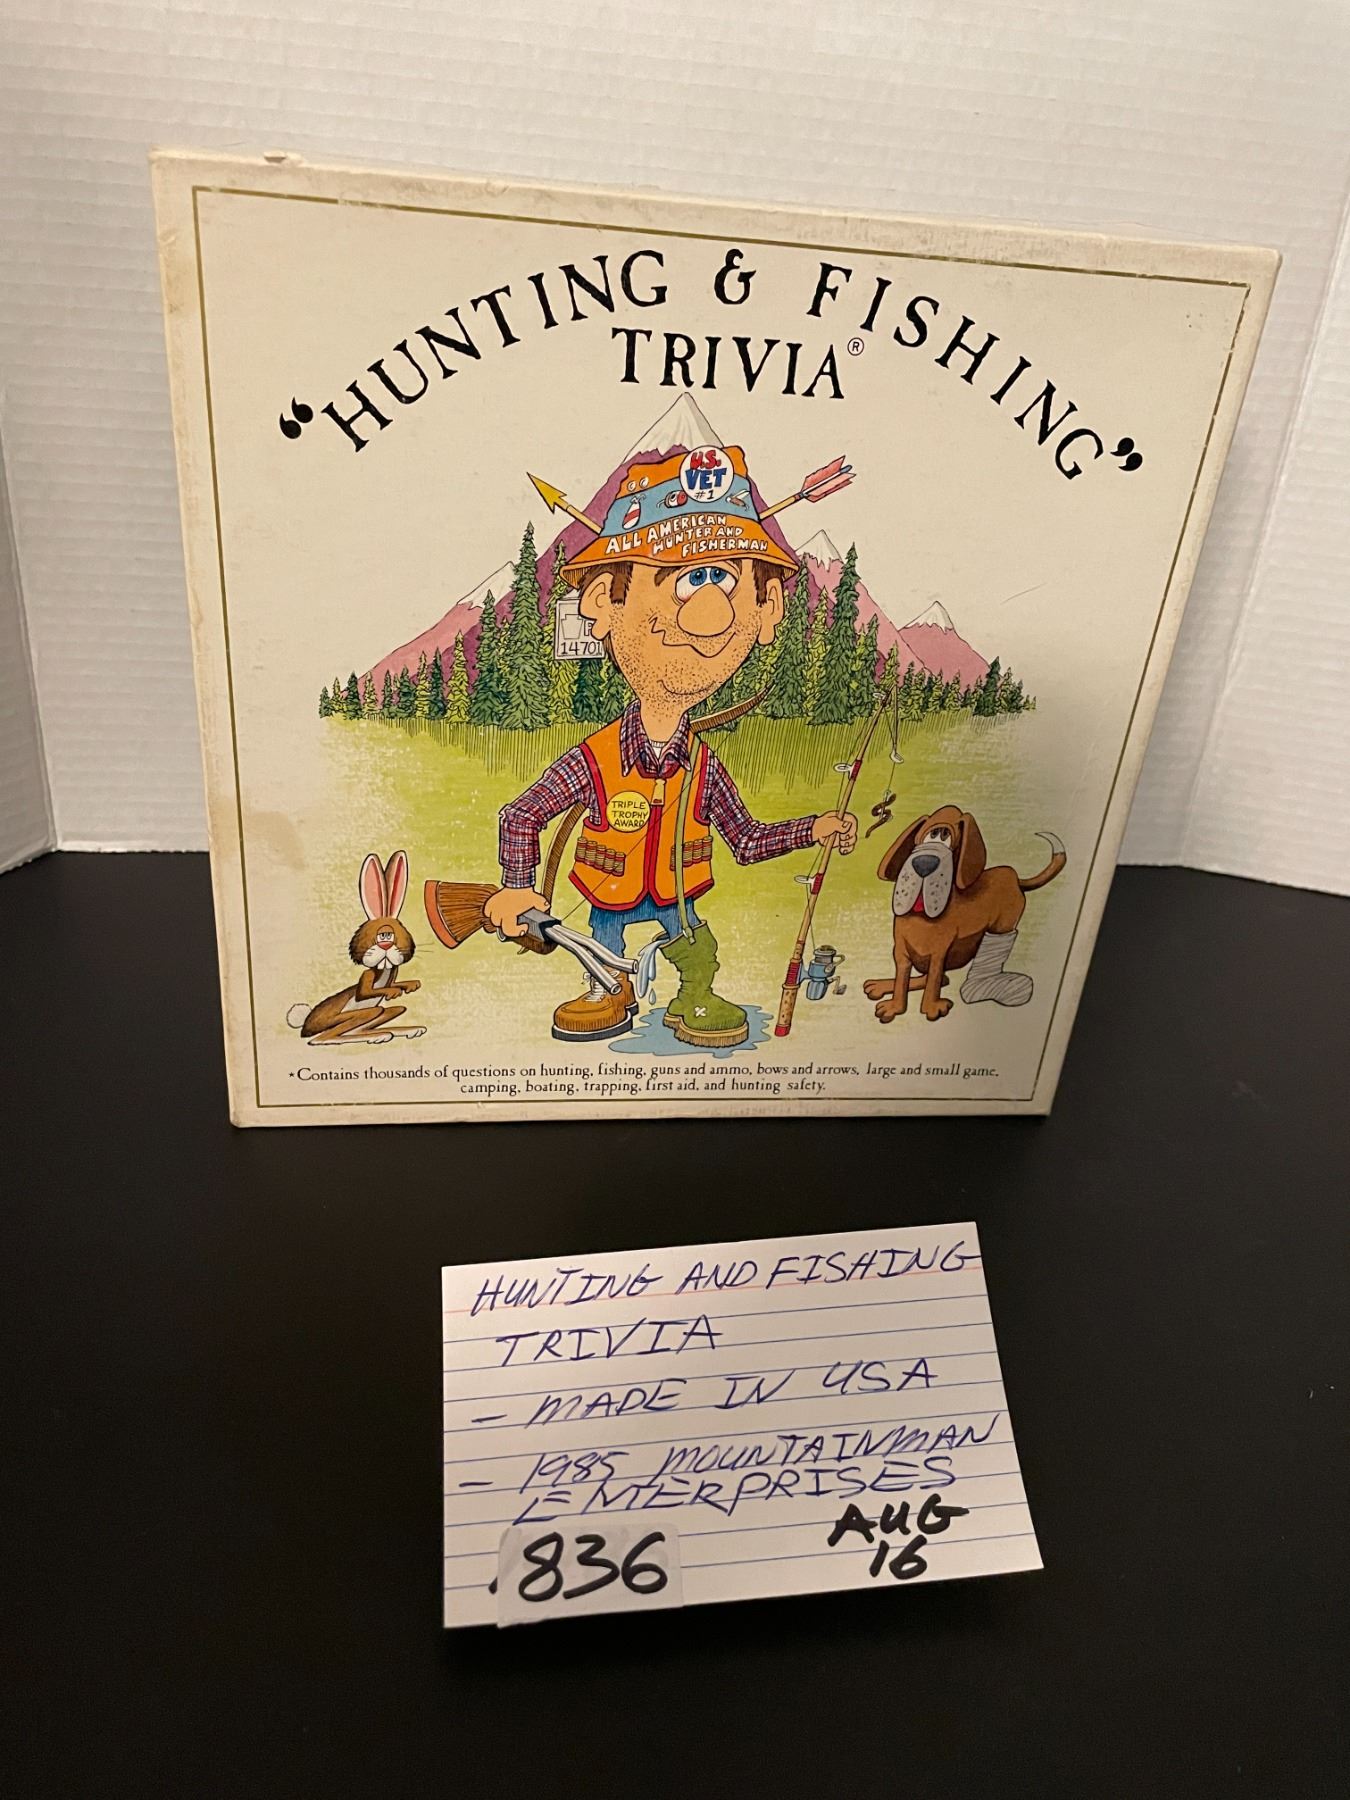 "HUNTING & FISHING"
TRIVIA®
U.S.
VET
#1
ALL AMERICAN
HUNTER AND
FISHERMAN
14701
TRIPLE
TROPHY
AWARD
*Contains thousands of questions on hunting, fishing, guns and ammo, bows and arrows, large and small game,
camping, boating, trapping, first aid, and hunting safety.
HUNTING AND FISHING
TRIVIA
- MADE IN USA
- 1985 MOUNTAINMAN
ENTERPRISES
836
AUG
16